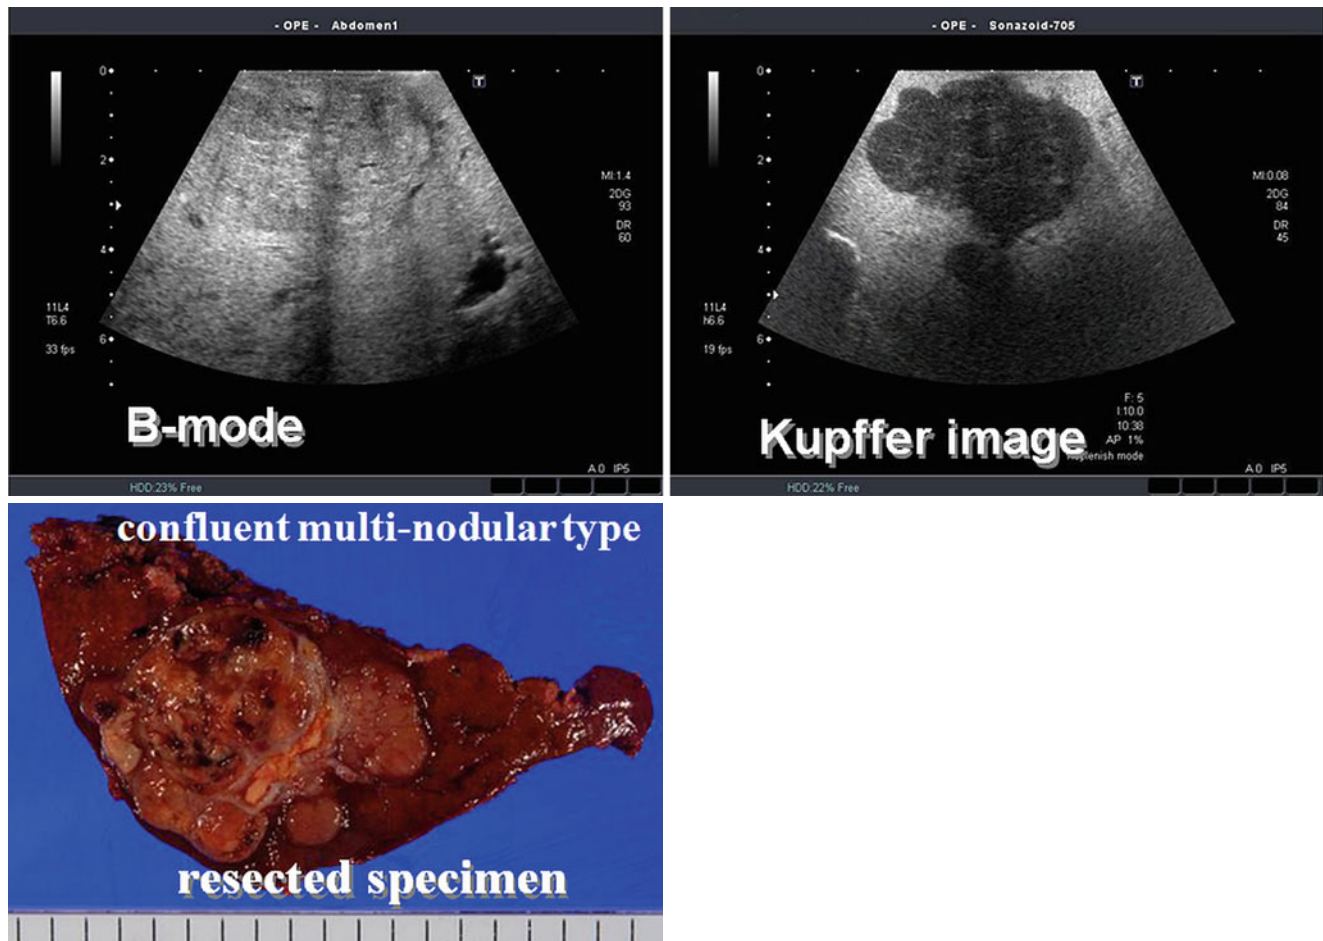 - OPE - Abdomen1
0
T
2
MI:1.4
2DG
93
DR
60
4
11L4
T6.6
6
33 fps
B-mode
A0 IP5
HDD:23% Free
- OPE - Sonazoid-705
0
T
2
MI:0.08
2DG
84
DR
45
4
11L4
h6.6
6
19 fps
F: 5
I:10.0
10:38
AP 1%
Kupffer image
mode
A0 IP5
HDD:22% Free
confluent multi-nodular type
resected specimen